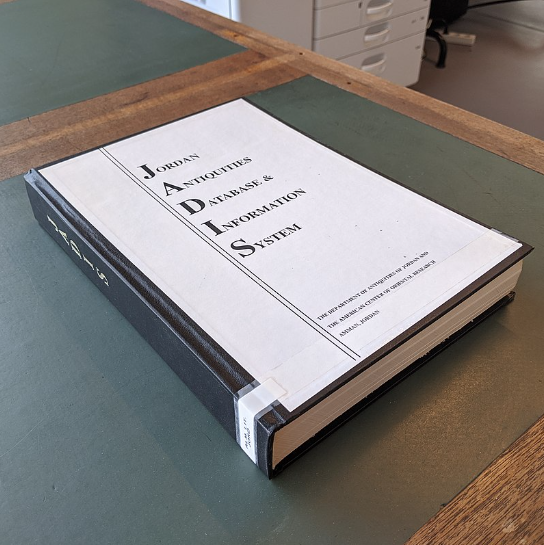 JORDAN
ANTIQUITIES
DATABASE &
INFORMATION
SYSTEM
THE DEPARTMENT OF ANTIQUITIES OF JORDAN AND
THE AMERICAN CENTER OF ORIENTAL RESEARCH
AMMAN, JORDAN
JADIS